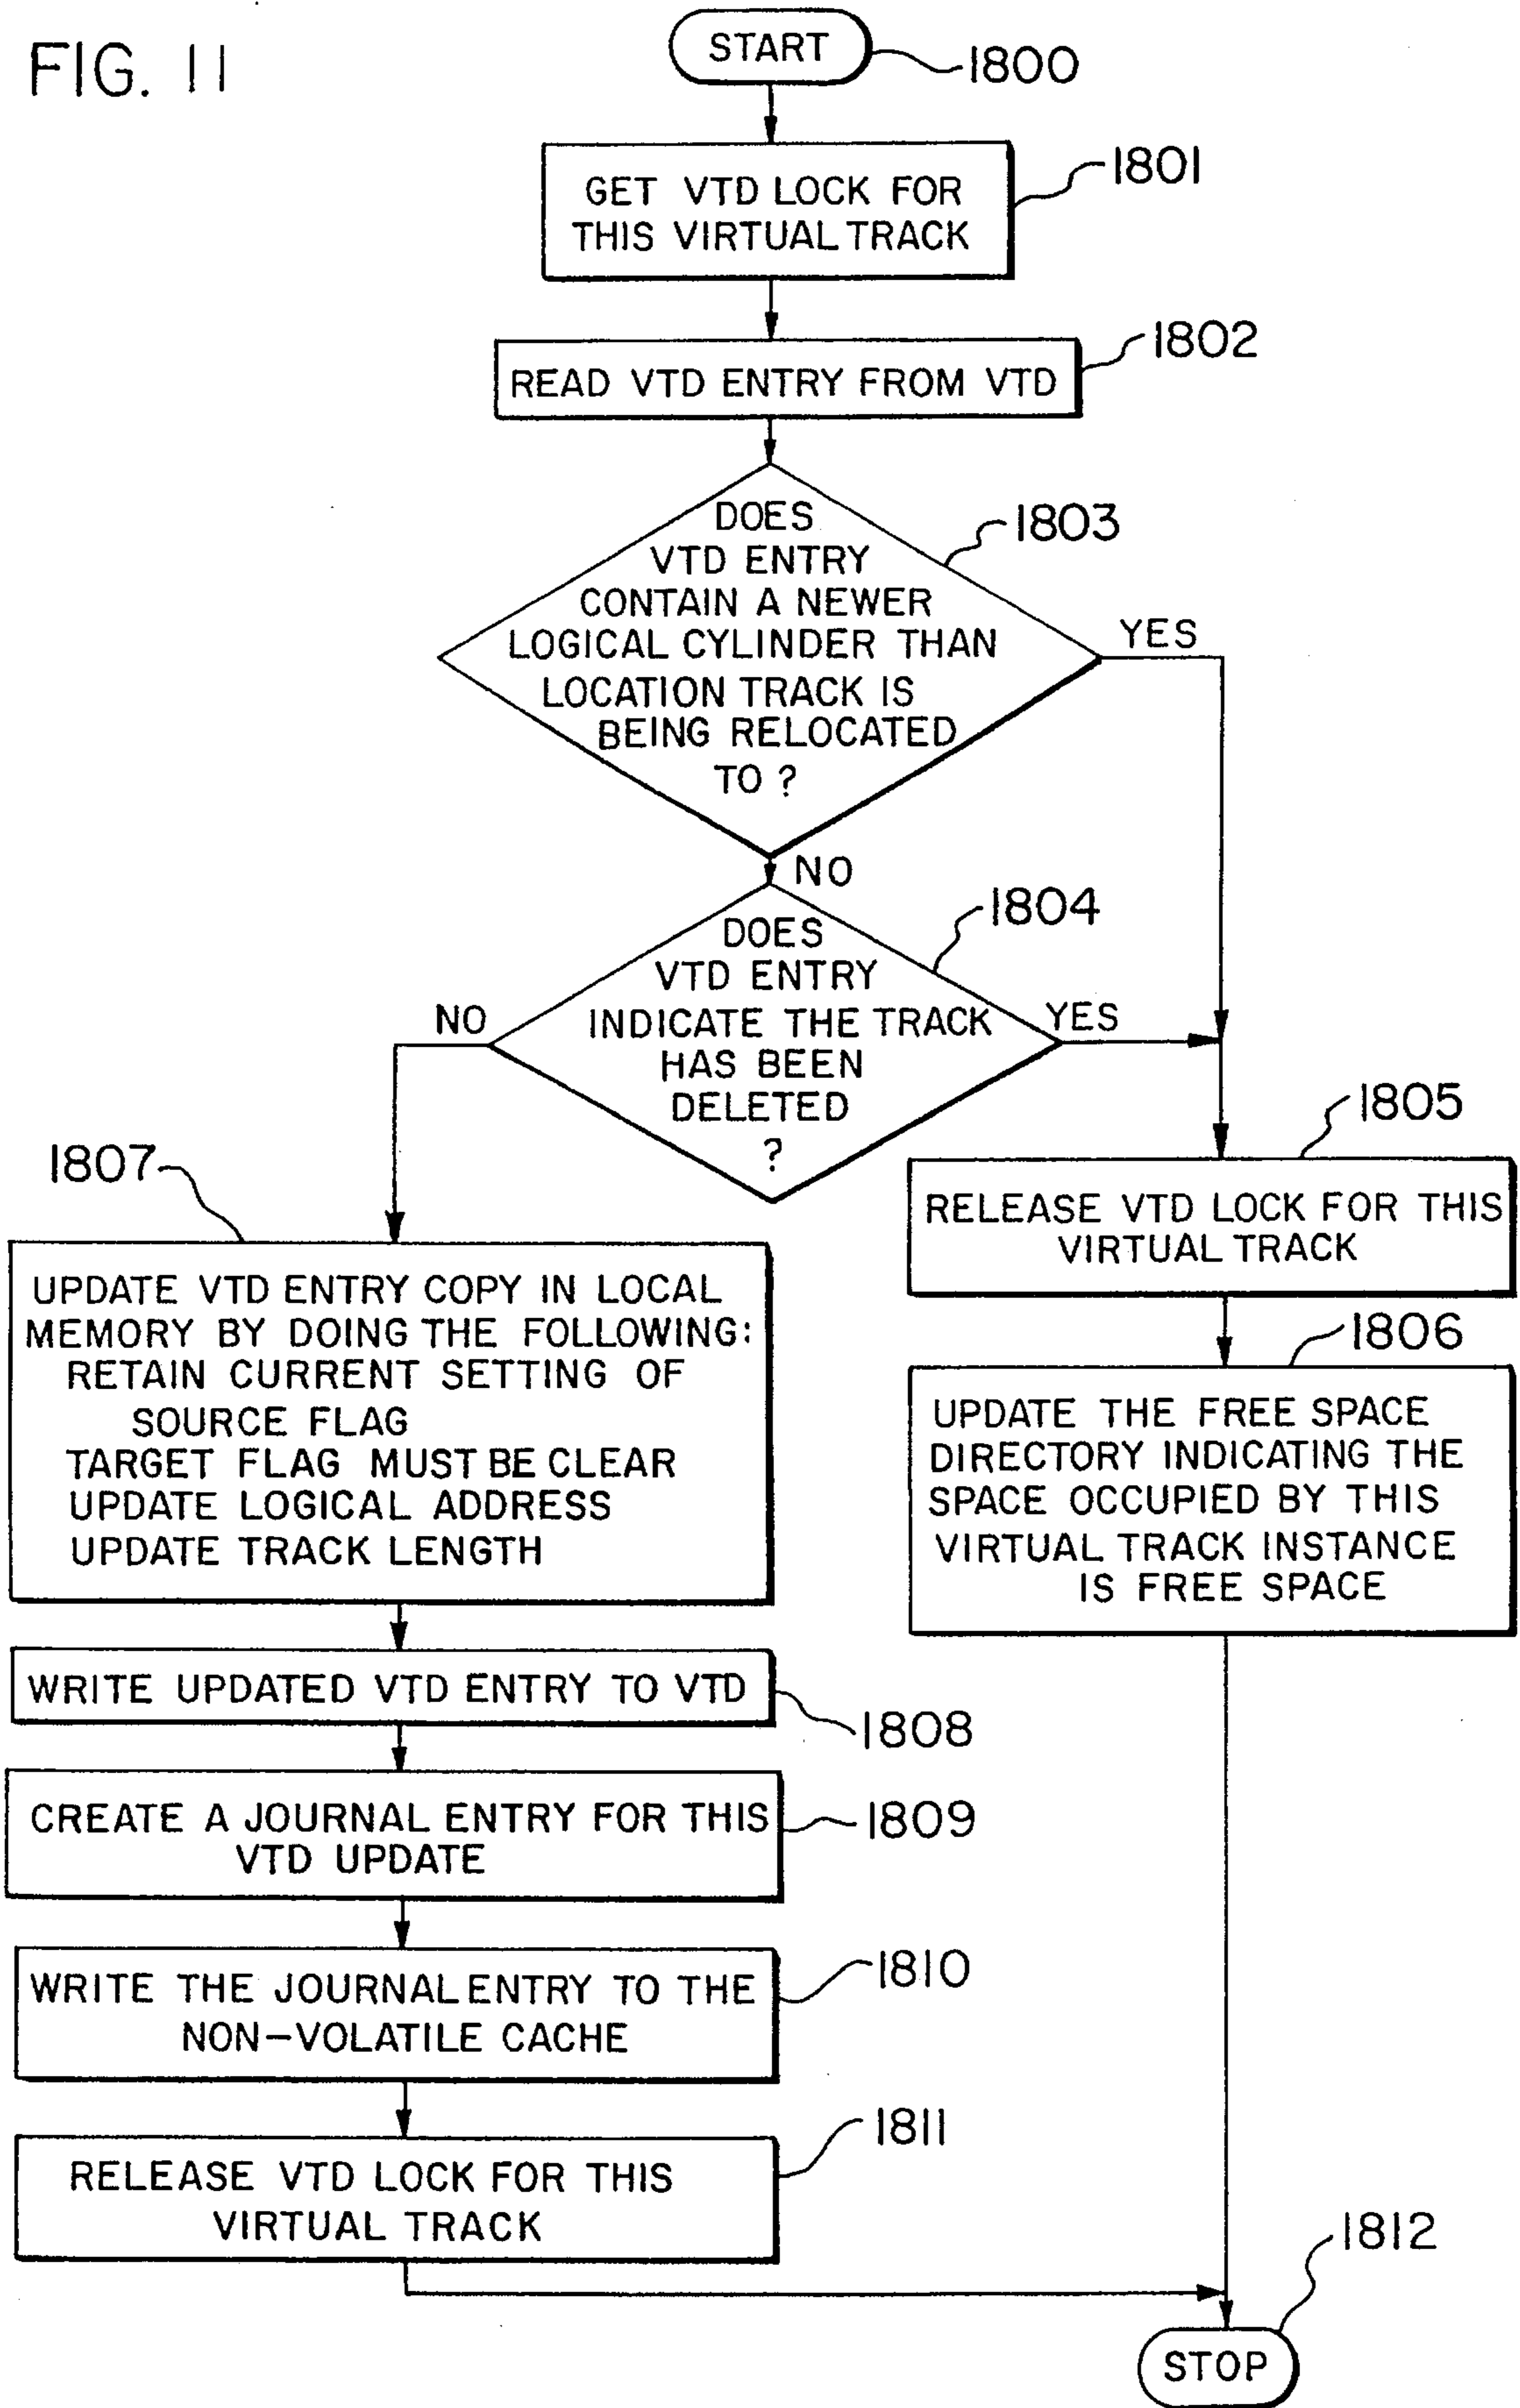 FIG. 11
START
1800
GET VTD LOCK FOR
THIS VIRTUAL TRACK
1801
READ VTD ENTRY FROM VTD
1802
DOES
VTD ENTRY
CONTAIN A NEWER
LOGICAL CYLINDER THAN
LOCATION TRACK IS
BEING RELOCATED
TO ?
1803
YES
NO
DOES
VTD ENTRY
INDICATE THE TRACK
HAS BEEN
DELETED
?
1804
NO
YES
1805
RELEASE VTD LOCK FOR THIS
VIRTUAL TRACK
1806
UPDATE THE FREE SPACE
DIRECTORY INDICATING THE
SPACE OCCUPIED BY THIS
VIRTUAL TRACK INSTANCE
IS FREE SPACE
1807
UPDATE VTD ENTRY COPY IN LOCAL
MEMORY BY DOING THE FOLLOWING:
RETAIN CURRENT SETTING OF
SOURCE FLAG
TARGET FLAG MUST BE CLEAR
UPDATE LOGICAL ADDRESS
UPDATE TRACK LENGTH
WRITE UPDATED VTD ENTRY TO VTD
1808
CREATE A JOURNAL ENTRY FOR THIS
VTD UPDATE
1809
WRITE THE JOURNAL ENTRY TO THE
NON-VOLATILE CACHE
1810
RELEASE VTD LOCK FOR THIS
VIRTUAL TRACK
1811
1812
STOP